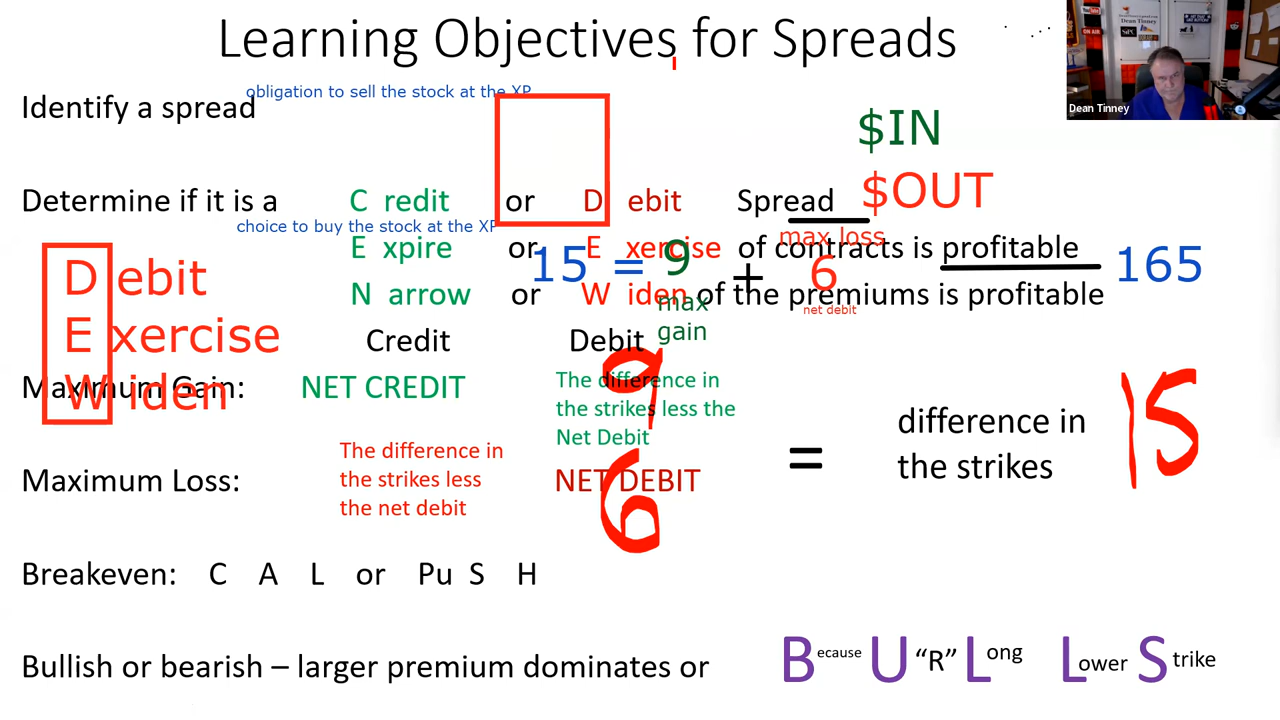 Learning Objectives for Spreads
Identify a spread
obligation to sell the stock at the XP
$IN
$OUT
Dean Tinney
Determine if it is a C redit or D ebit Spread
choice to buy the stock at the XP
max loss
E xpire or E xercise of contracts is profitable
15 = 9 + 6
165
N arrow or W iden of the premiums is profitable
max gain
net debit
D ebit
E xercise
W iden
Credit Debit
Maximum Gain: NET CREDIT
The difference in
the strikes less the
Net Debit
9
The difference in
the strikes less
the net debit
Maximum Loss:
NET DEBIT
6
=
difference in
the strikes
15
Breakeven: C A L or Pu S H
Bullish or bearish – larger premium dominates or
Because U “R” Long Lower Strike